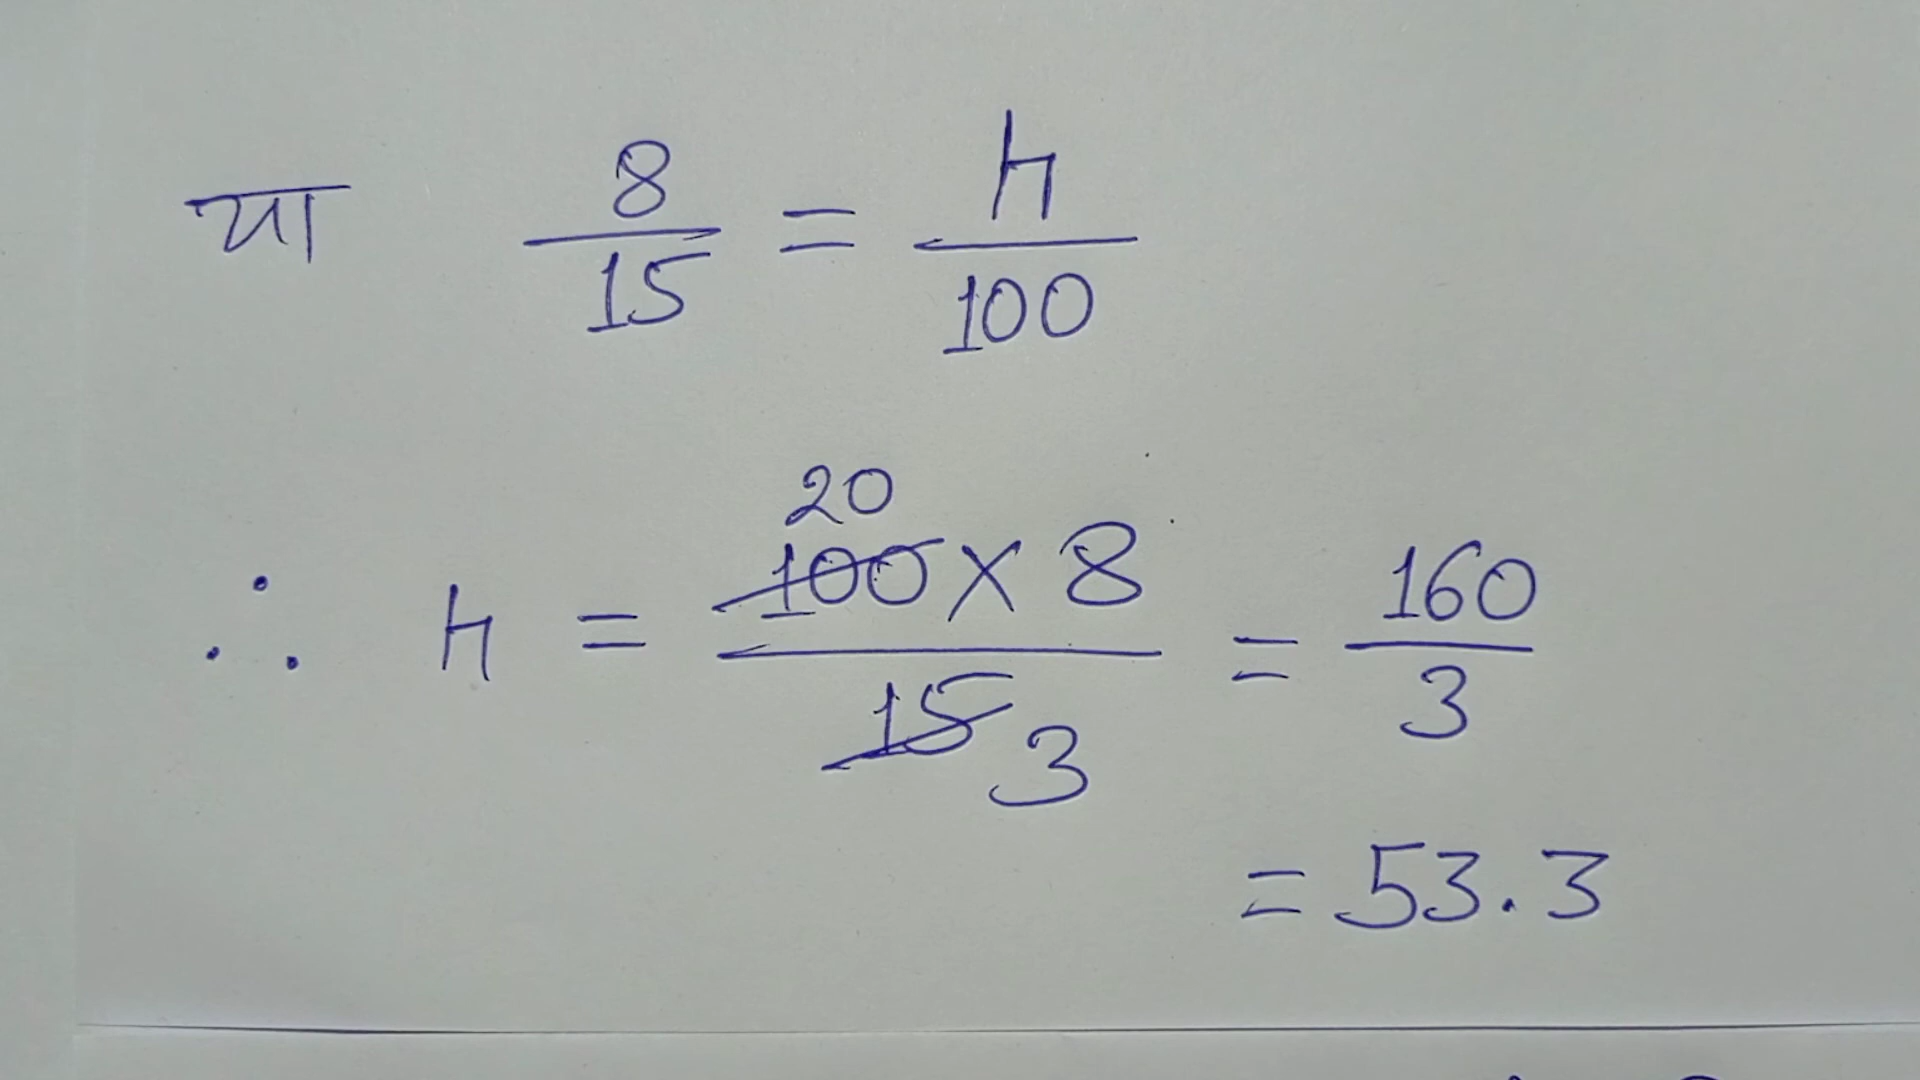 या 8/15 = h/100
20
∴ h = 100 × 8 / 15 3 = 160/3
= 53.3